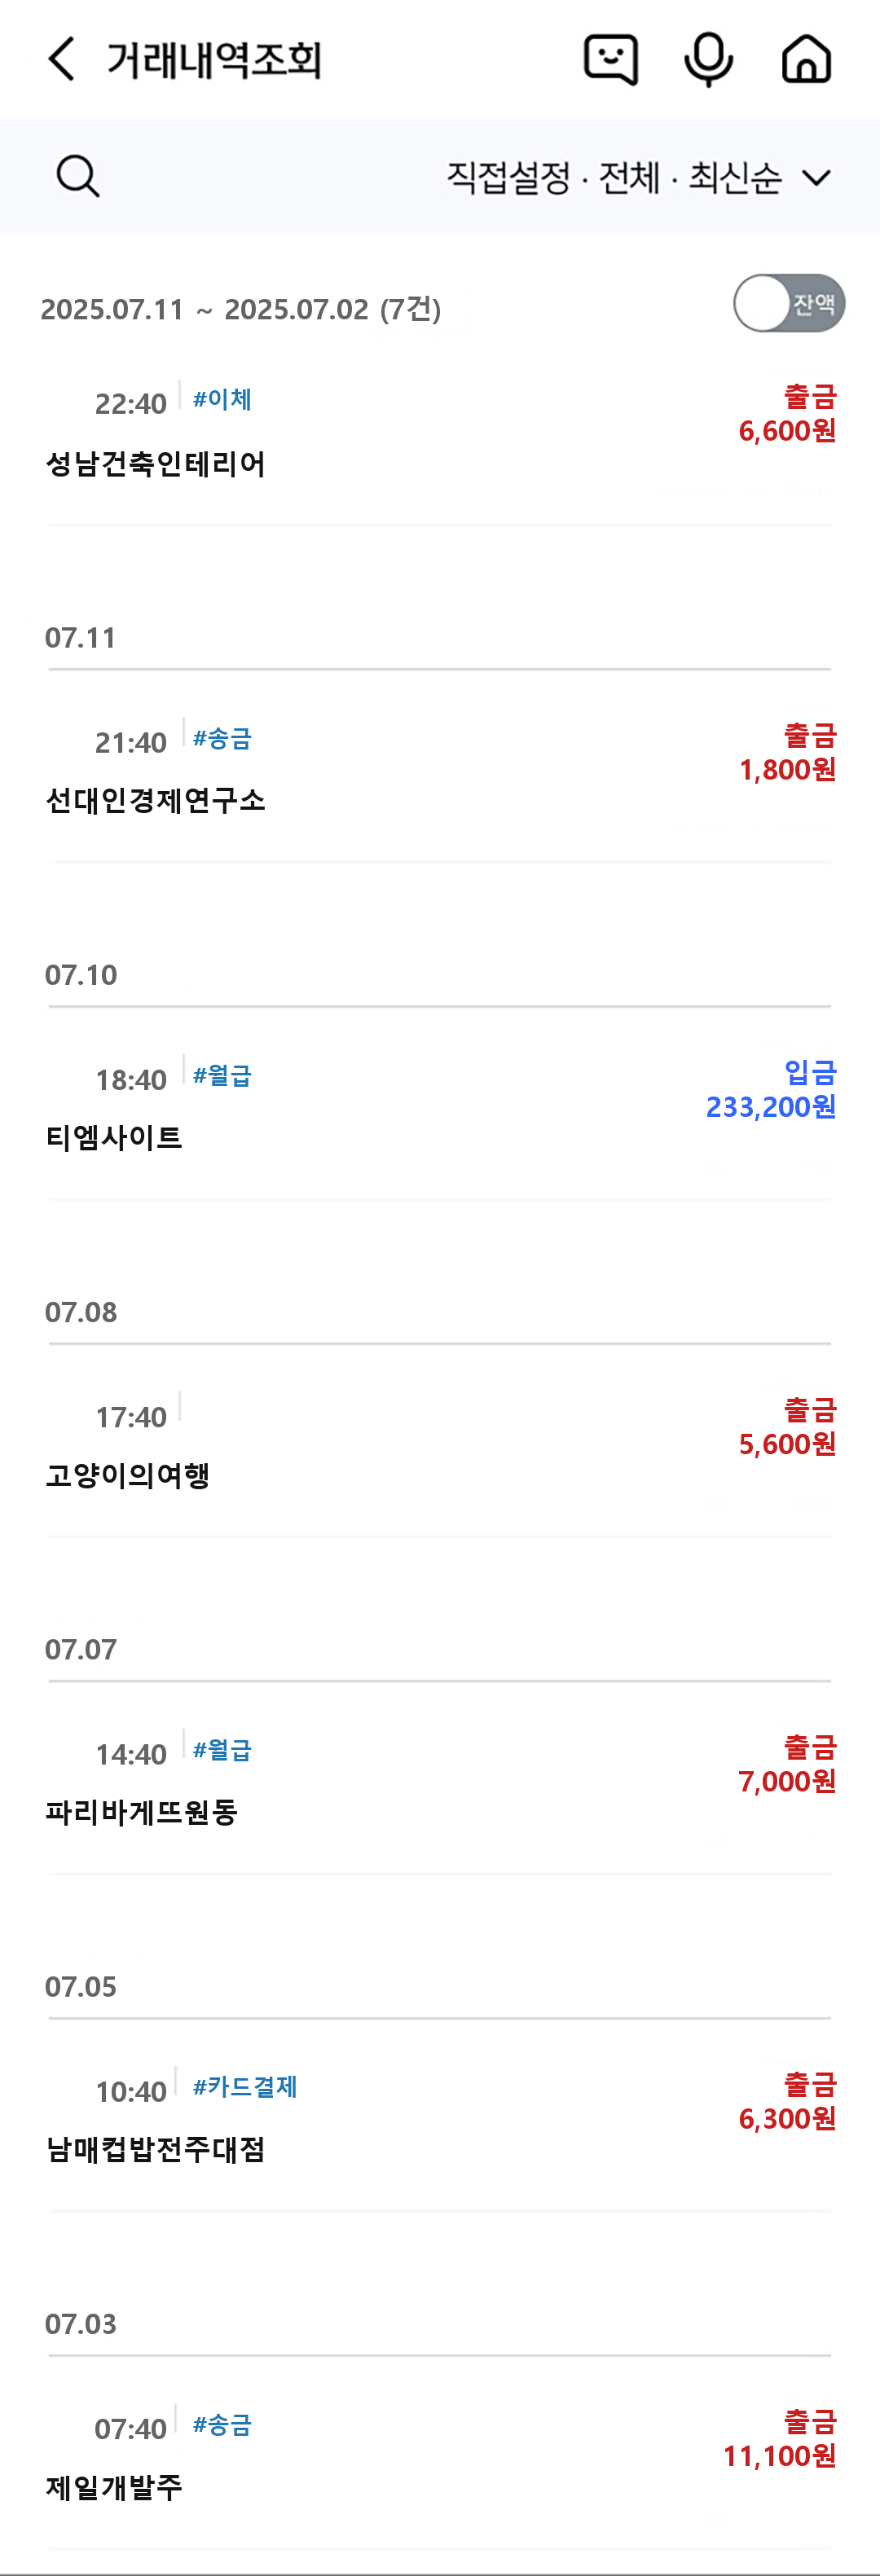 거래내역조회
직접설정 · 전체 · 최신순
2025.07.11 ~ 2025.07.02 (7건)
잔액
22:40 #이체
출금
6,600원
성남건축인테리어
07.11
21:40 #송금
출금
1,800원
선대인경제연구소
07.10
18:40 #월급
입금
233,200원
티엠사이트
07.08
17:40
출금
5,600원
고양이의여행
07.07
14:40 #월급
출금
7,000원
파리바게뜨원동
07.05
10:40 #카드결제
출금
6,300원
남매컵밥전주대점
07.03
07:40 #송금
출금
11,100원
제일개발주